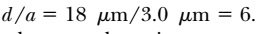 d/a = 18 μm/3.0 μm = 6.